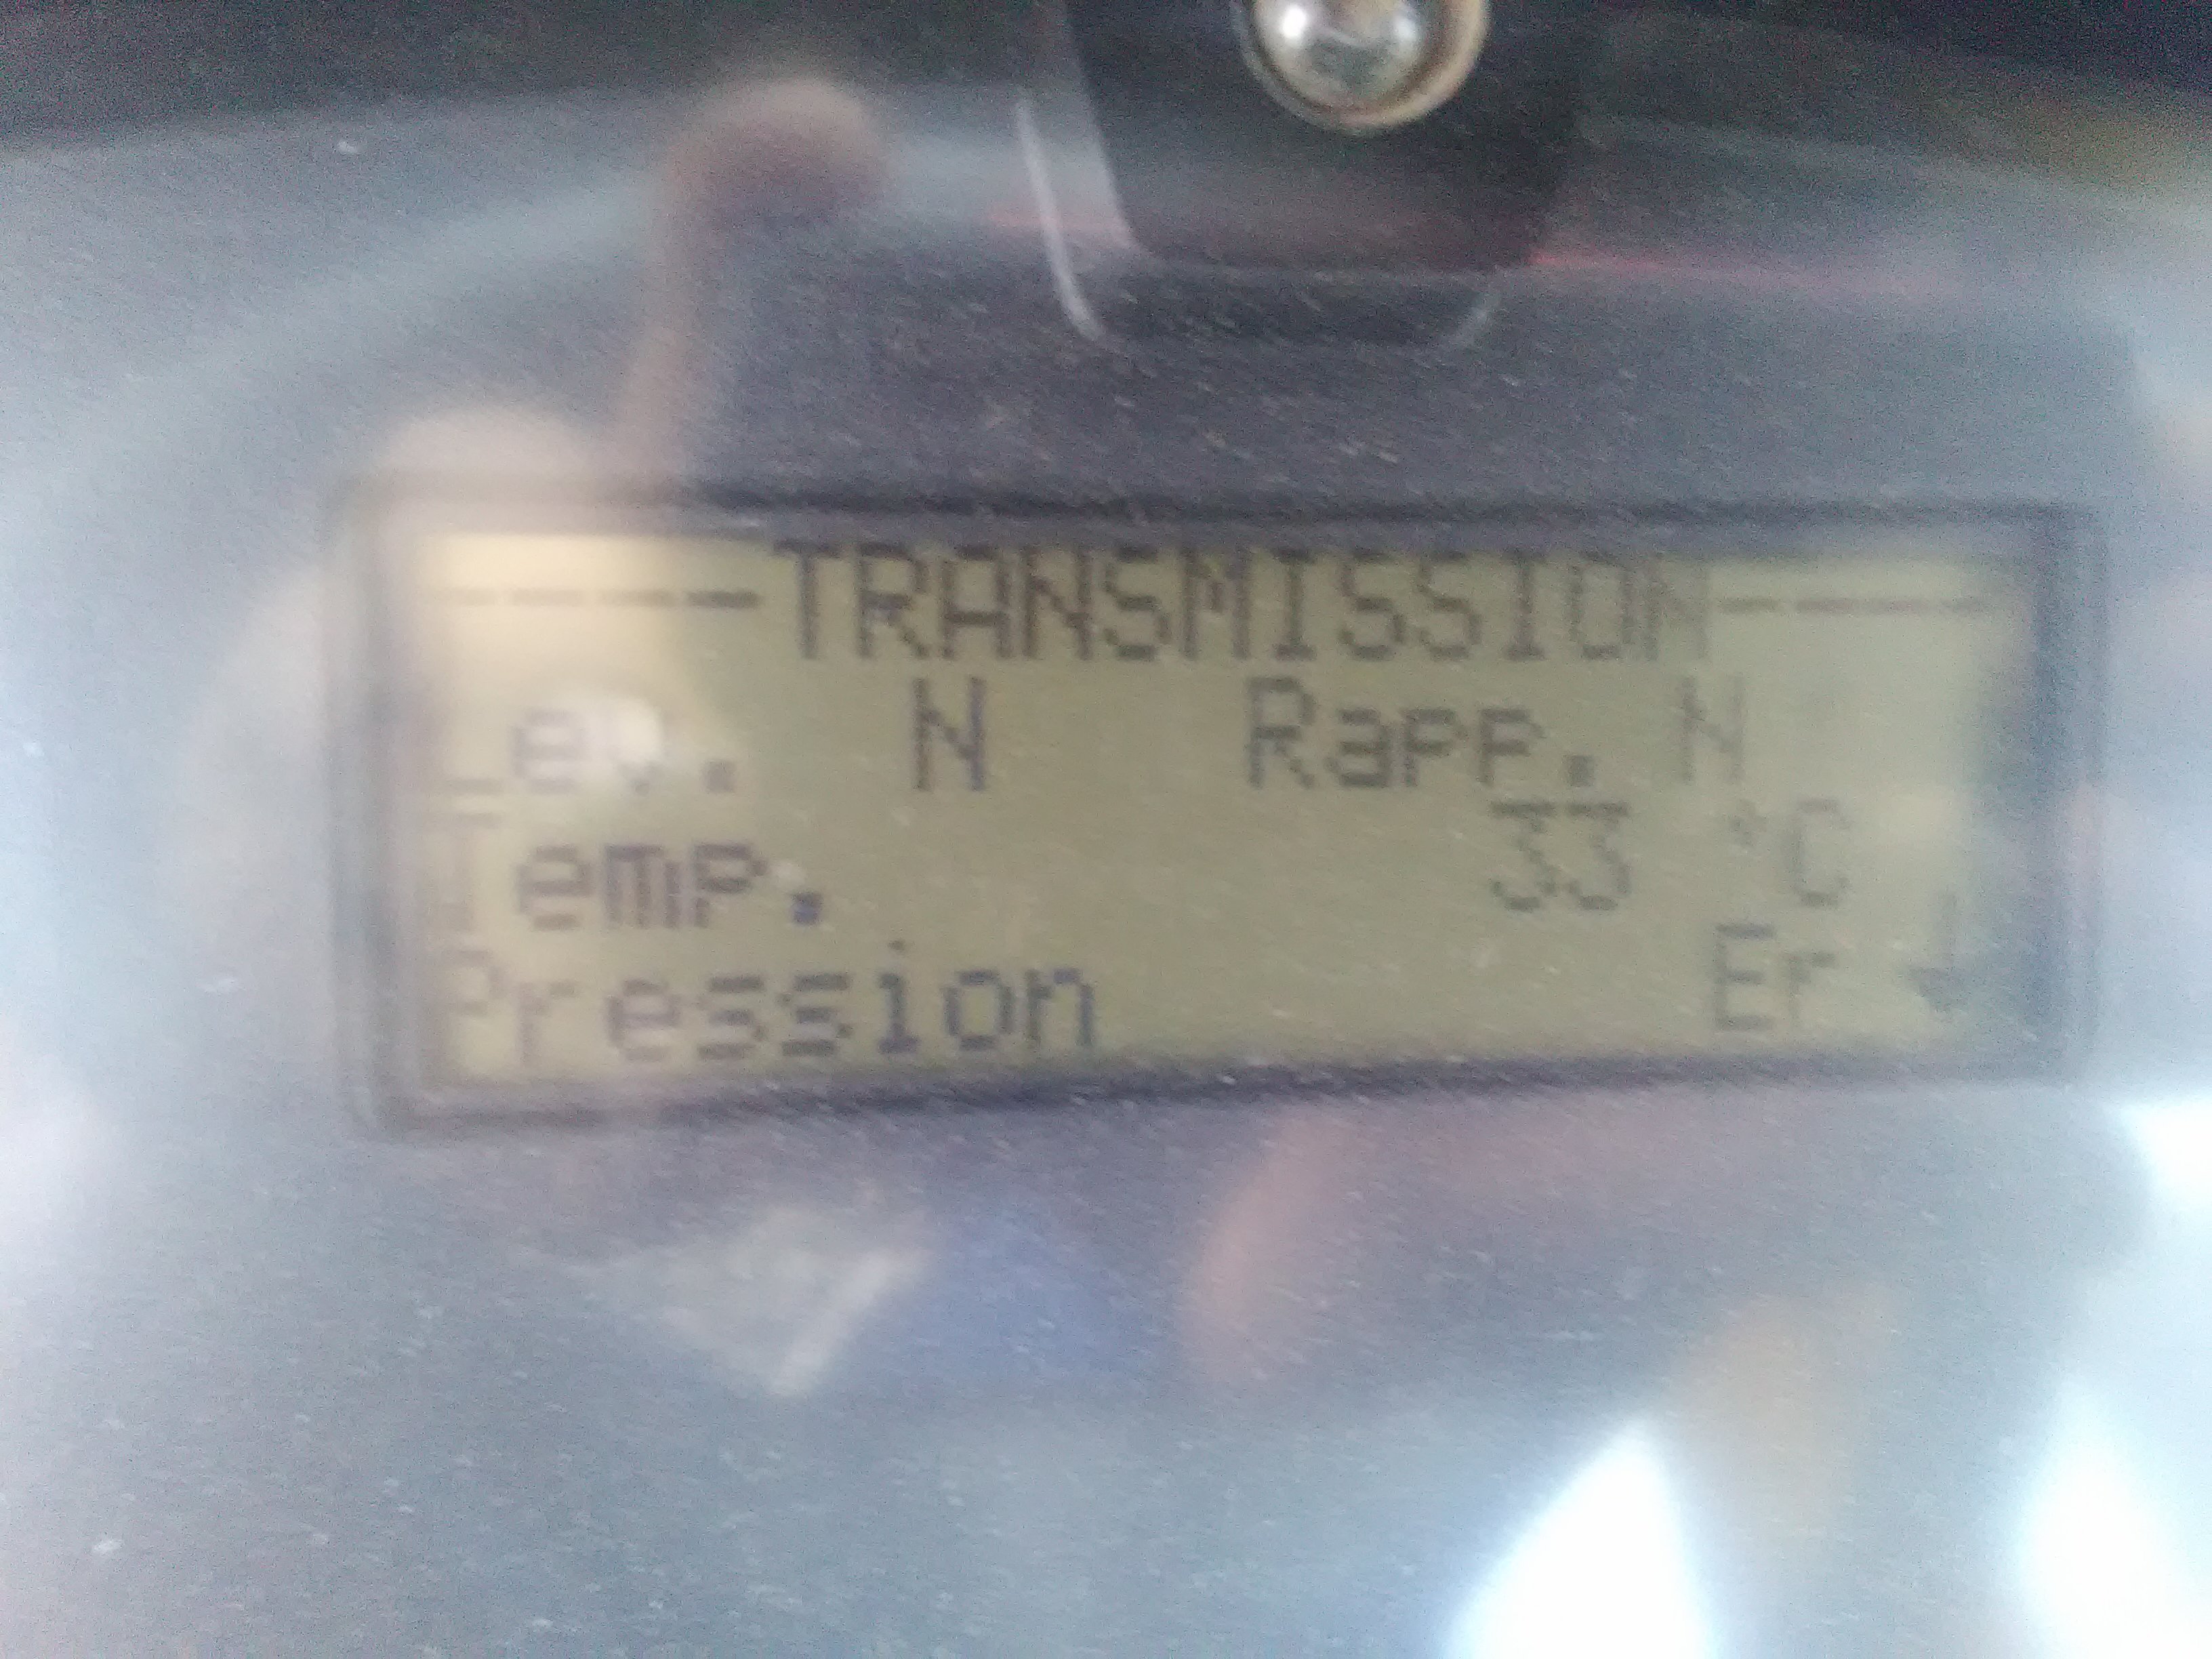 ----TRANSMISSION----
Lev. N Rapp. N
Temp. 33 °C
Pression Er ↓